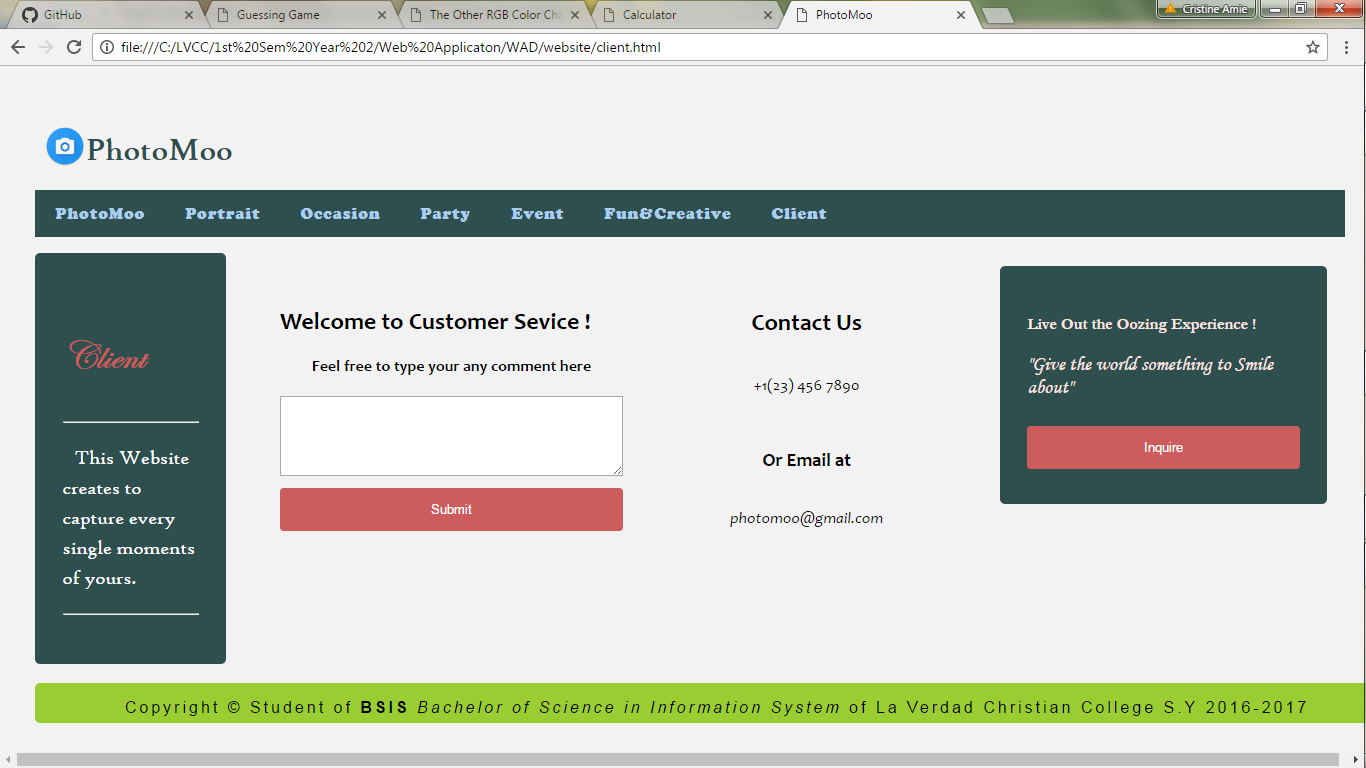 GitHub
Guessing Game
The Other RGB Color Cha
Calculator
PhotoMoo
Cristine Amie
file:///C:/LVCC/1st%20Sem%20Year%202/Web%20Applicaton/WAD/website/client.html
PhotoMoo
PhotoMoo Portrait Occasion Party Event Fun&Creative Client
Client
This Website
creates to
capture every
single moments
of yours.
Welcome to Customer Sevice !
Feel free to type your any comment here
Submit
Contact Us
+1(23) 456 7890
Or Email at
photomoo@gmail.com
Live Out the Oozing Experience !
"Give the world something to Smile
about"
Inquire
Copyright © Student of BSIS Bachelor of Science in Information System of La Verdad Christian College S.Y 2016-2017